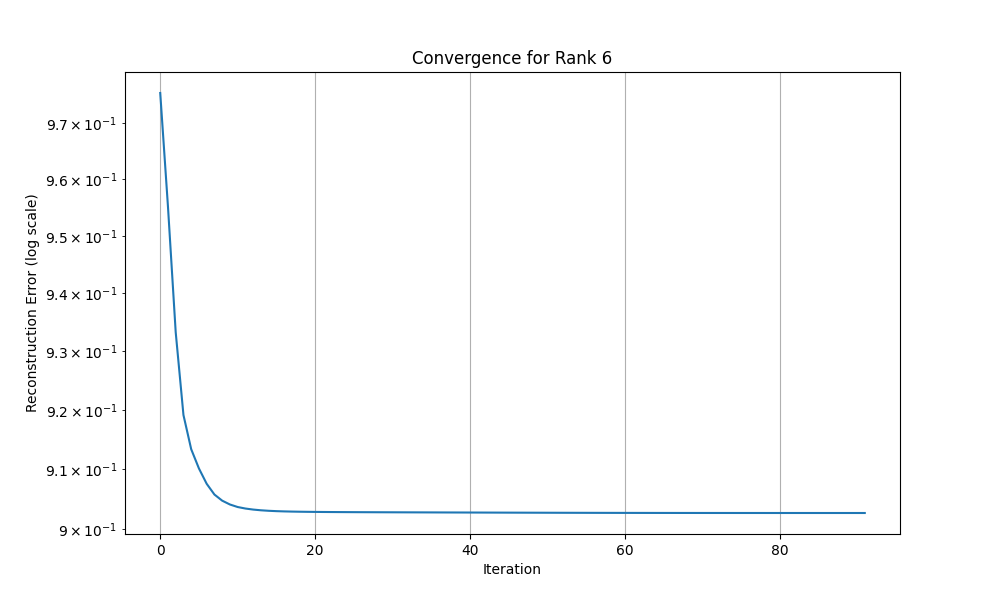 Convergence for Rank 6
Reconstruction Error (log scale)
9.7 × 10⁻¹
9.6 × 10⁻¹
9.5 × 10⁻¹
9.4 × 10⁻¹
9.3 × 10⁻¹
9.2 × 10⁻¹
9.1 × 10⁻¹
9 × 10⁻¹
0 20 40 60 80
Iteration